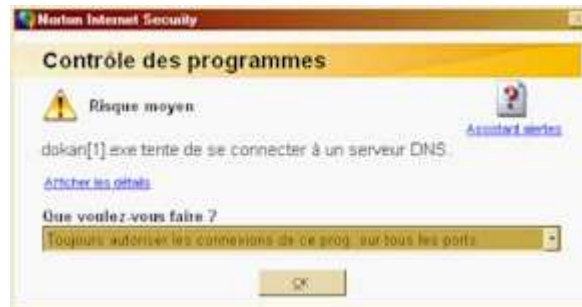 Norton Internet Security
Contrôle des programmes
Risque moyen
Assistant alertes
dokan[1].exe tente de se connecter à un serveur DNS.
Afficher les détails
Que voulez-vous faire ?
Toujours autoriser les connexions de ce prog. sur tous les ports
OK